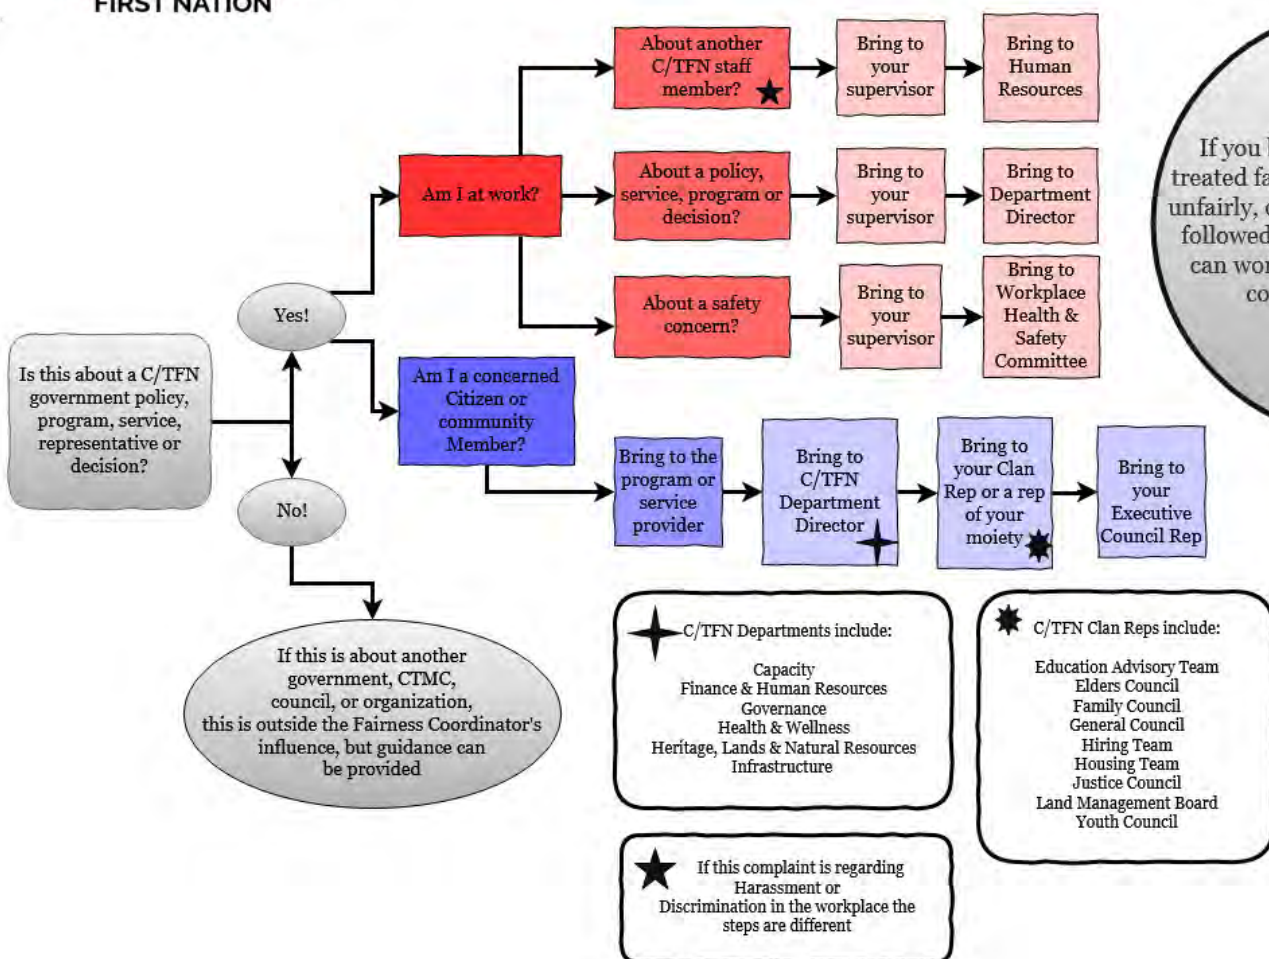 FIRST NATION
Is this about a C/TFN
government policy,
program, service,
representative or
decision?
Yes!
No!
If this is about another
government, CTMC,
council, or organization,
this is outside the Fairness Coordinator's
influence, but guidance can
be provided
Am I at work?
About another
C/TFN staff
member?
Bring to
your
supervisor
Bring to
Human
Resources
About a policy,
service, program or
decision?
Bring to
your
supervisor
Bring to
Department
Director
About a safety
concern?
Bring to
your
supervisor
Bring to
Workplace
Health &
Safety
Committee
Am I a concerned
Citizen or
community
Member?
Bring to the
program or
service
provider
Bring to
C/TFN
Department
Director
Bring to
your Clan
Rep or a rep
of your
moiety
Bring to
your
Executive
Council Rep
If you
treated
unfairly,
followed
can
C/TFN Departments include:
Capacity
Finance & Human Resources
Governance
Health & Wellness
Heritage, Lands & Natural Resources
Infrastructure
C/TFN Clan Reps include:
Education Advisory Team
Elders Council
Family Council
General Council
Hiring Team
Housing Team
Justice Council
Land Management Board
Youth Council
If this complaint is regarding
Harassment or
Discrimination in the workplace the
steps are different